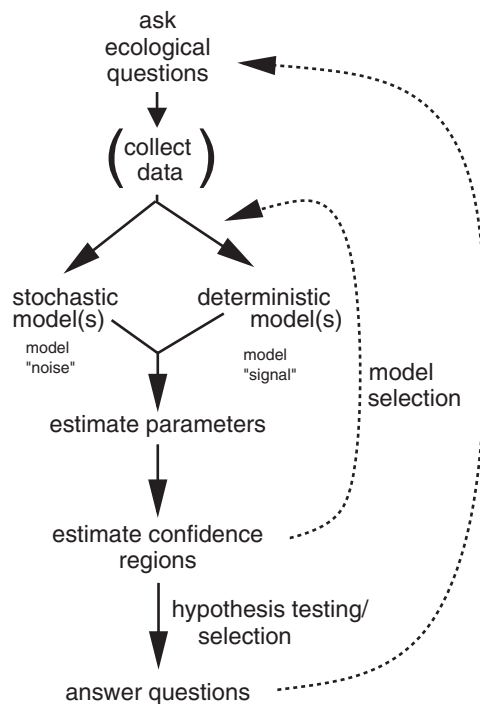 ask
ecological
questions
( collect
data )
stochastic
model(s)
model
"noise"
deterministic
model(s)
model
"signal"
model
selection
estimate parameters
estimate confidence
regions
hypothesis testing/
selection
answer questions